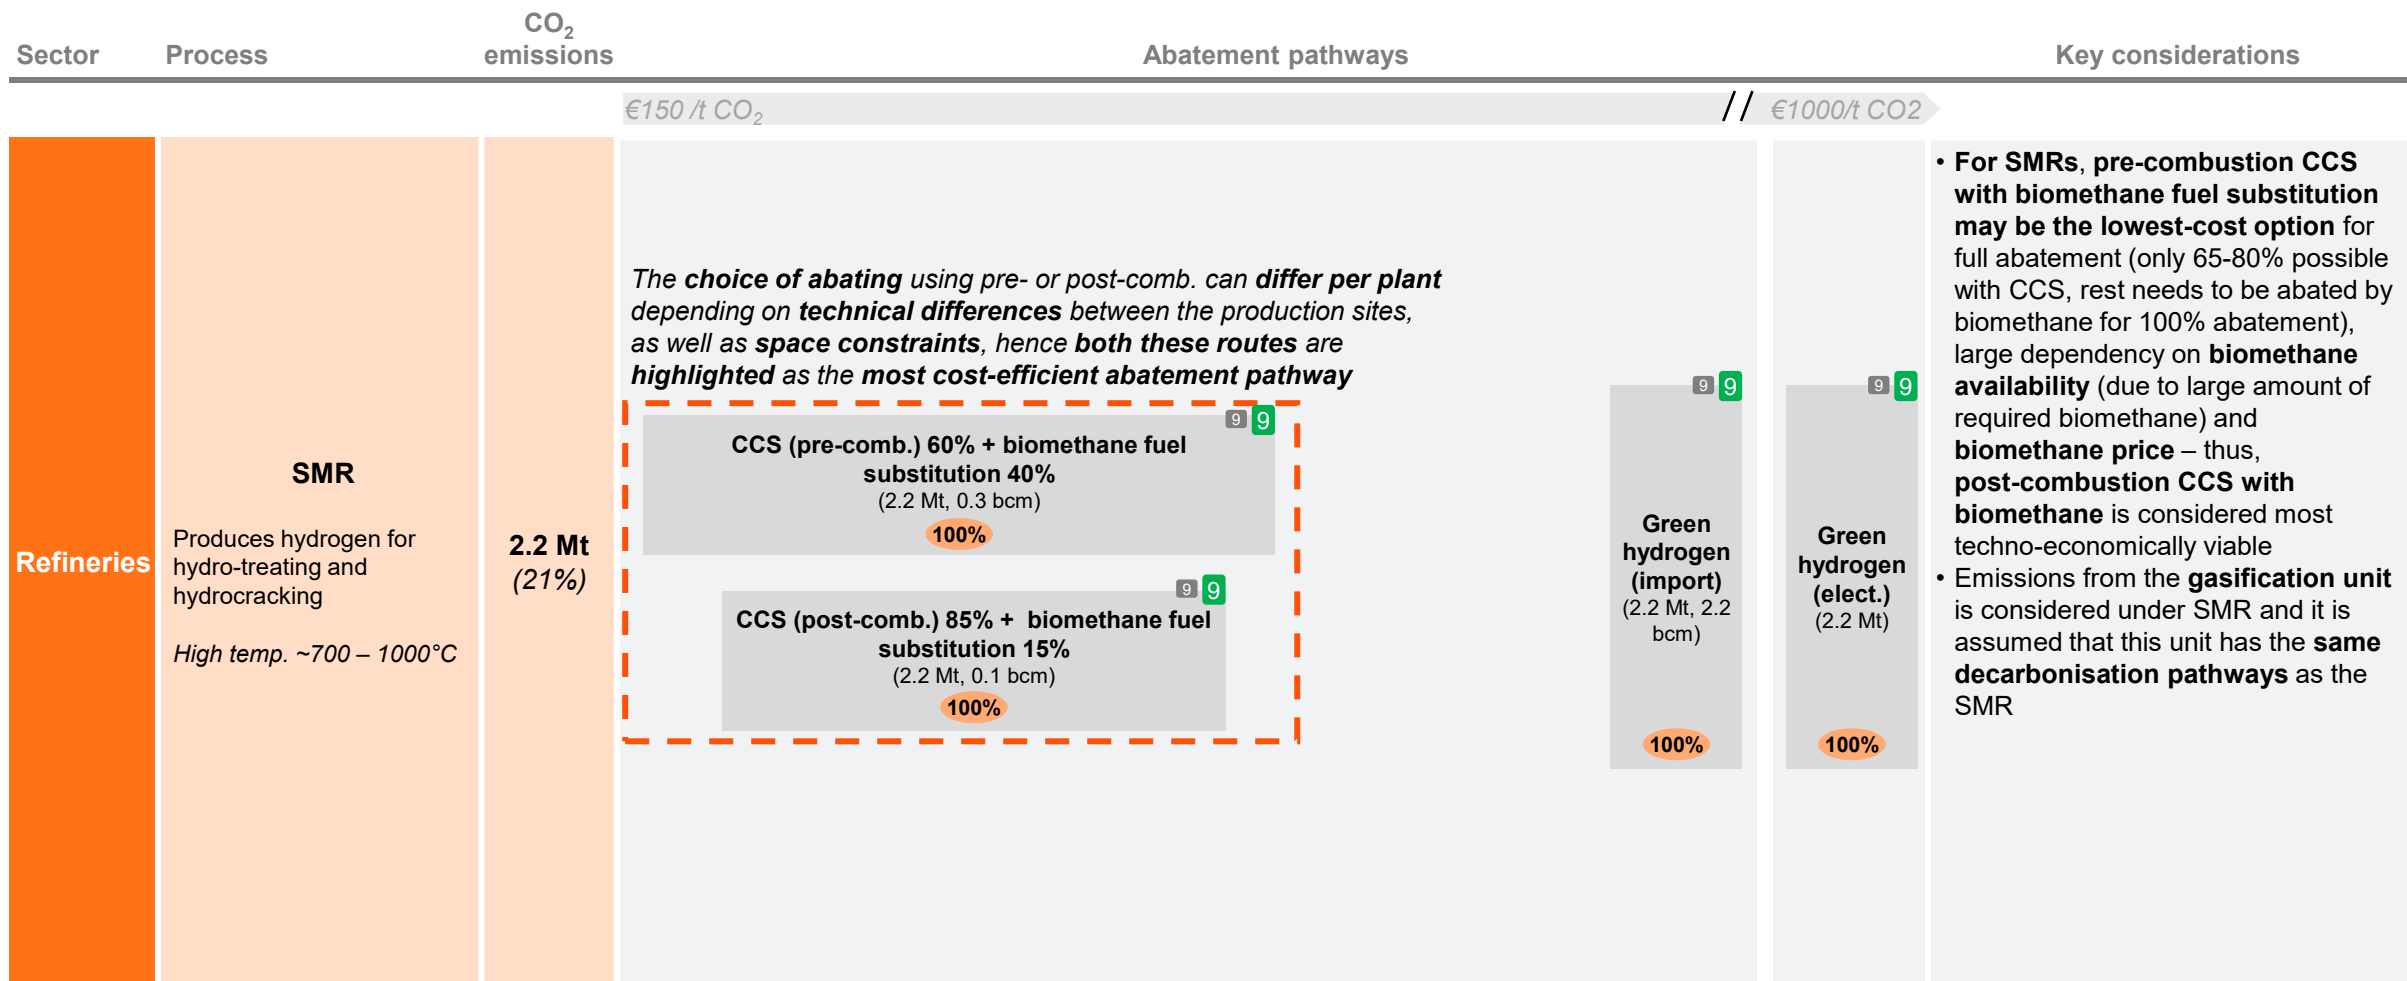 Sector
Process
CO2
emissions
Abatement pathways
Key considerations
€150 /t CO2
//
€1000/t CO2
Refineries
SMR
Produces hydrogen for
hydro-treating and
hydrocracking
High temp. ~700 – 1000°C
2.2 Mt
(21%)
The choice of abating using pre- or post-comb. can differ per plant
depending on technical differences between the production sites,
as well as space constraints, hence both these routes are
highlighted as the most cost-efficient abatement pathway
9 9
CCS (pre-comb.) 60% + biomethane fuel
substitution 40%
(2.2 Mt, 0.3 bcm)
100%
9 9
CCS (post-comb.) 85% + biomethane fuel
substitution 15%
(2.2 Mt, 0.1 bcm)
100%
9 9
Green
hydrogen
(import)
(2.2 Mt, 2.2
bcm)
100%
9 9
Green
hydrogen
(elect.)
(2.2 Mt)
100%
• For SMRs, pre-combustion CCS
with biomethane fuel substitution
may be the lowest-cost option for
full abatement (only 65-80% possible
with CCS, rest needs to be abated by
biomethane for 100% abatement),
large dependency on biomethane
availability (due to large amount of
required biomethane) and
biomethane price – thus,
post-combustion CCS with
biomethane is considered most
techno-economically viable
• Emissions from the gasification unit
is considered under SMR and it is
assumed that this unit has the same
decarbonisation pathways as the
SMR